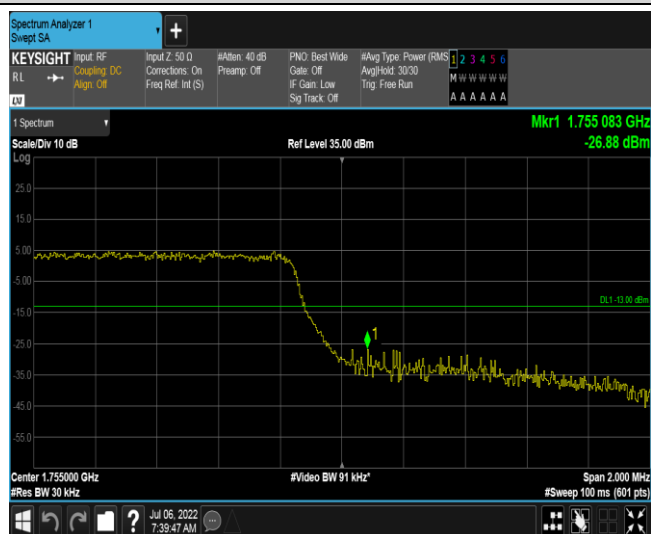 Spectrum Analyzer 1
Swept SA
KEYSIGHT
RL
LXI
Input: RF
Coupling: DC
Align: Off
Input Z: 50 Ω
Corrections: On
Freq Ref: Int (S)
#Atten: 40 dB
Preamp: Off
PNO: Best Wide
Gate: Off
IF Gain: Low
Sig Track: Off
#Avg Type: Power (RMS
Avg|Hold: 30/30
Trig: Free Run
1 2 3 4 5 6
M W W W W W
A A A A A A
1 Spectrum
Mkr1 1.755 083 GHz
Scale/Div 10 dB
Ref Level 35.00 dBm
-26.88 dBm
Log
25.0
15.0
5.00
-5.00
DL1 -13.00 dBm
-15.0
1
-25.0
-35.0
-45.0
-55.0
Center 1.755000 GHz
#Video BW 91 kHz*
Span 2.000 MHz
#Res BW 30 kHz
#Sweep 100 ms (601 pts)
?
Jul 06, 2022
7:39:47 AM